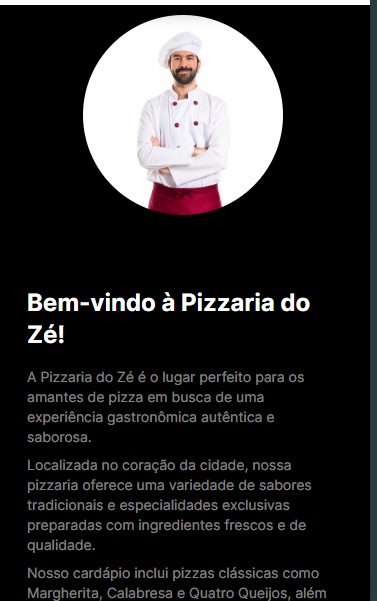 Bem-vindo à Pizzaria do
Zé!
A Pizzaria do Zé é o lugar perfeito para os
amantes de pizza em busca de uma
experiência gastronômica autêntica e
saborosa.
Localizada no coração da cidade, nossa
pizzaria oferece uma variedade de sabores
tradicionais e especialidades exclusivas
preparadas com ingredientes frescos e de
qualidade.
Nosso cardápio inclui pizzas clássicas como
Margherita, Calabresa e Quatro Queijos, além